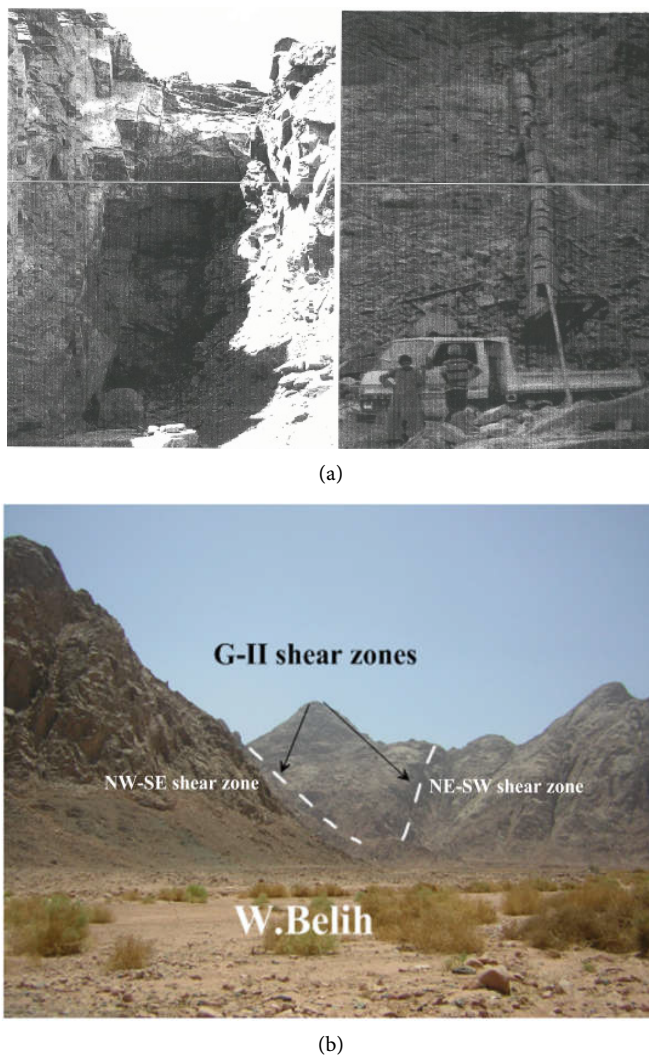 (a)
G-II shear zones
NW-SE shear zone
NE-SW shear zone
W.Belih
(b)